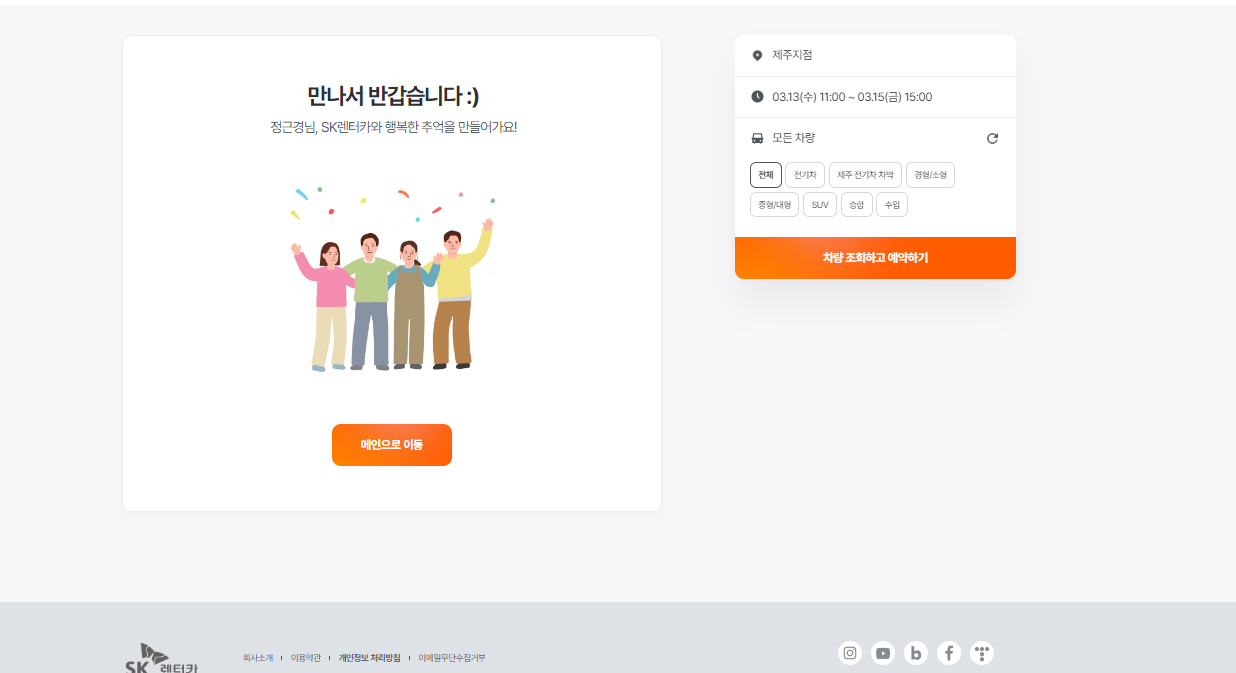 만나서 반갑습니다 :)
정근경님, SK렌터카와 행복한 추억을 만들어가요!
메인으로 이동
제주지점
03.13(수) 11:00 ~ 03.15(금) 15:00
모든 차량
전체 전기차 제주 전기차 차박 경형/소형
중형/대형 SUV 승합 수입
차량 조회하고 예약하기
SK 렌터카
회사소개 이용약관 개인정보 처리방침 이메일무단수집거부